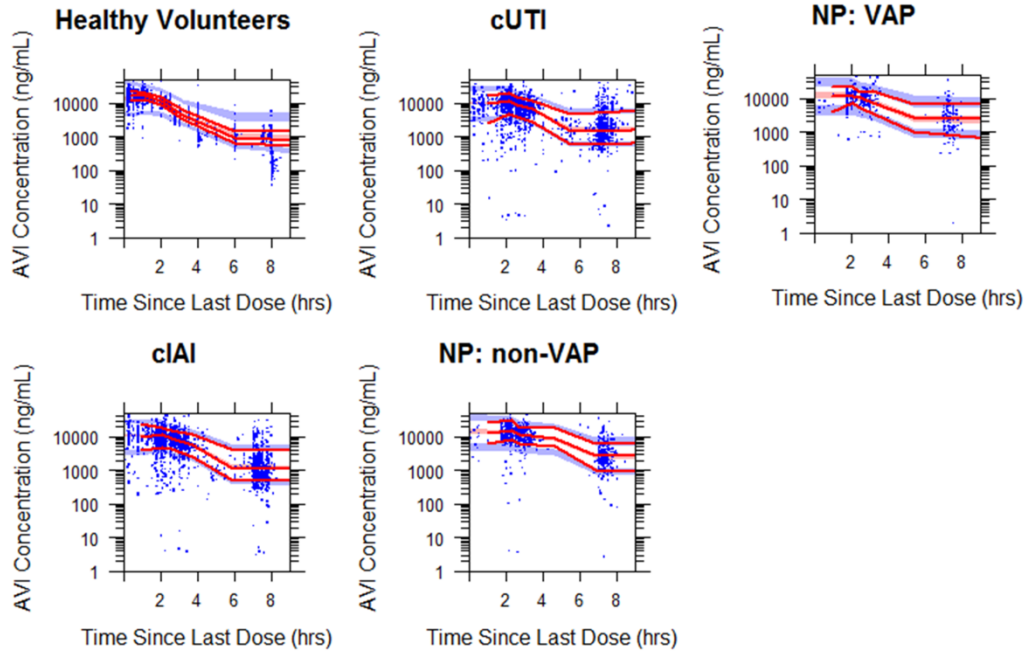 Healthy Volunteers
AVI Concentration (ng/mL)
10000
1000
100
10
1
2 4 6 8
Time Since Last Dose (hrs)
cUTI
AVI Concentration (ng/mL)
10000
1000
100
10
1
2 4 6 8
Time Since Last Dose (hrs)
NP: VAP
AVI Concentration (ng/mL)
10000
1000
100
10
1
2 4 6 8
Time Since Last Dose (hrs)
cIAI
AVI Concentration (ng/mL)
10000
1000
100
10
1
2 4 6 8
Time Since Last Dose (hrs)
NP: non-VAP
AVI Concentration (ng/mL)
10000
1000
100
10
1
2 4 6 8
Time Since Last Dose (hrs)